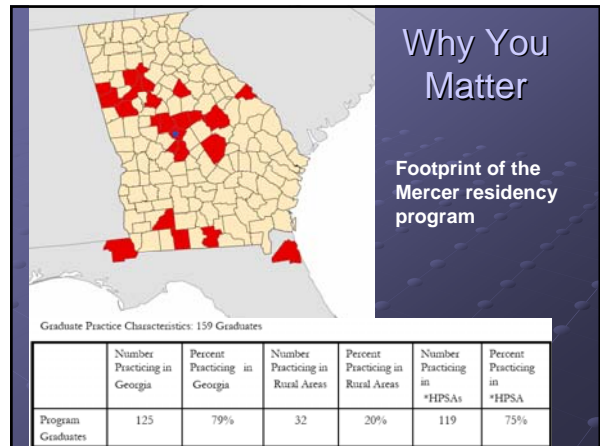 Why You
Matter
Footprint of the
Mercer residency
program
Graduate Practice Characteristics: 159 Graduates
Number Practicing in Georgia
Percent Practicing in Georgia
Number Practicing in Rural Areas
Percent Practicing in Rural Areas
Number Practicing in *HPSAs
Percent Practicing in *HPSA
Program Graduates
125
79%
32
20%
119
75%